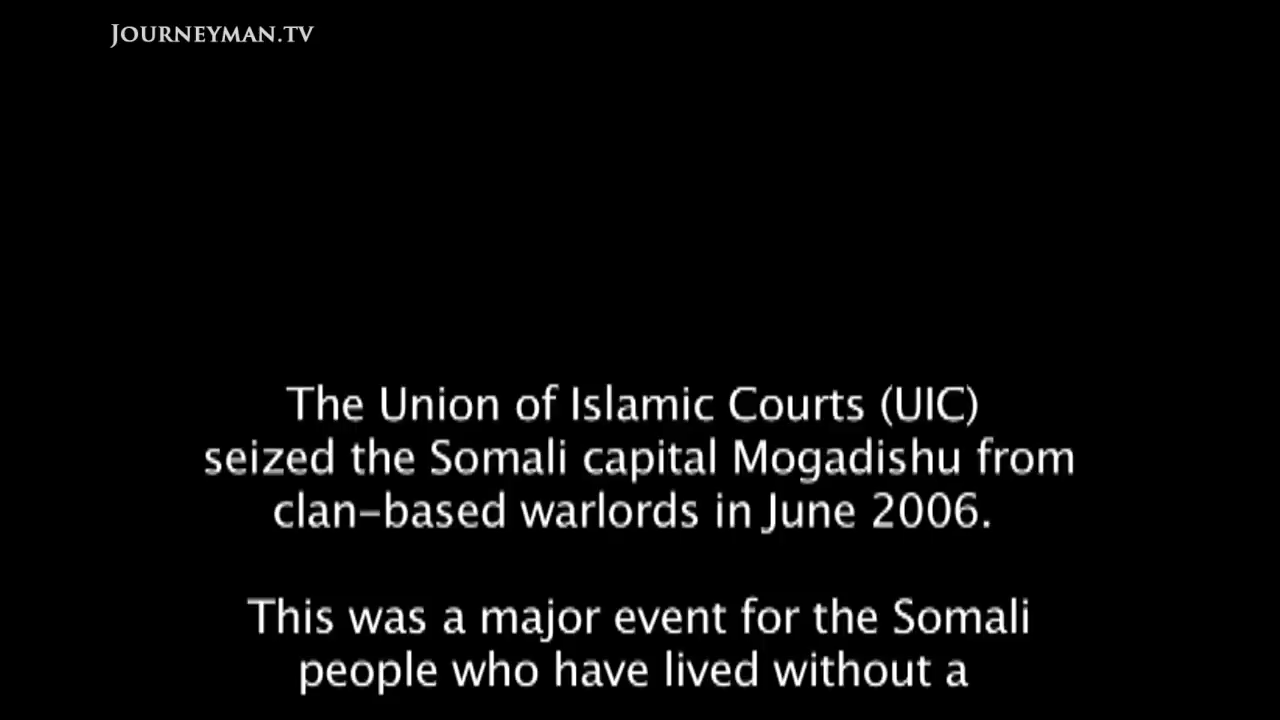 JOURNEYMAN.TV
The Union of Islamic Courts (UIC)
seized the Somali capital Mogadishu from
clan-based warlords in June 2006.
This was a major event for the Somali
people who have lived without a